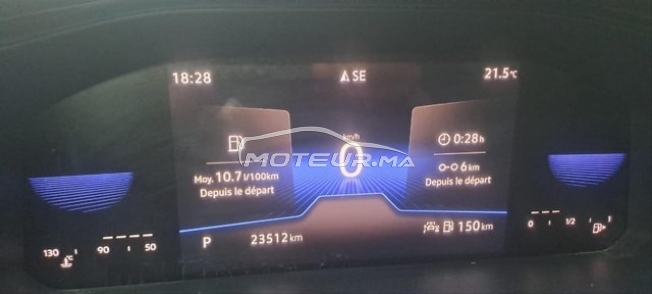 18:28
SE
21.5°C
km/h
0
Moy. 10.7 l/100km
Depuis le départ
0:28 h
6 km
Depuis le départ
MOTEUR.MA
130
90
50
0
1/2
P
23512 km
150 km